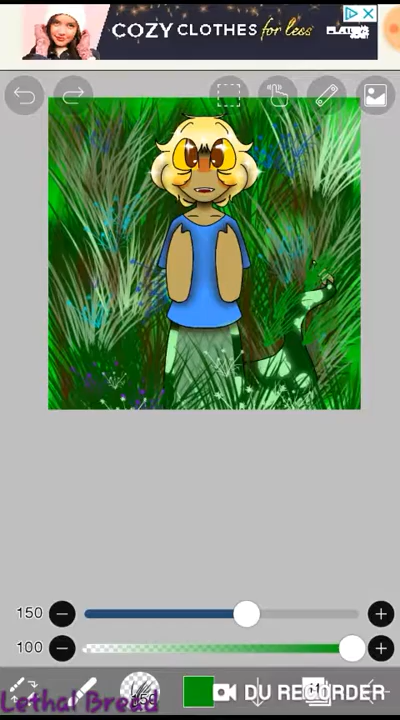 COZY CLOTHES for less
150
100
DU RECORDER
Lethal Bread